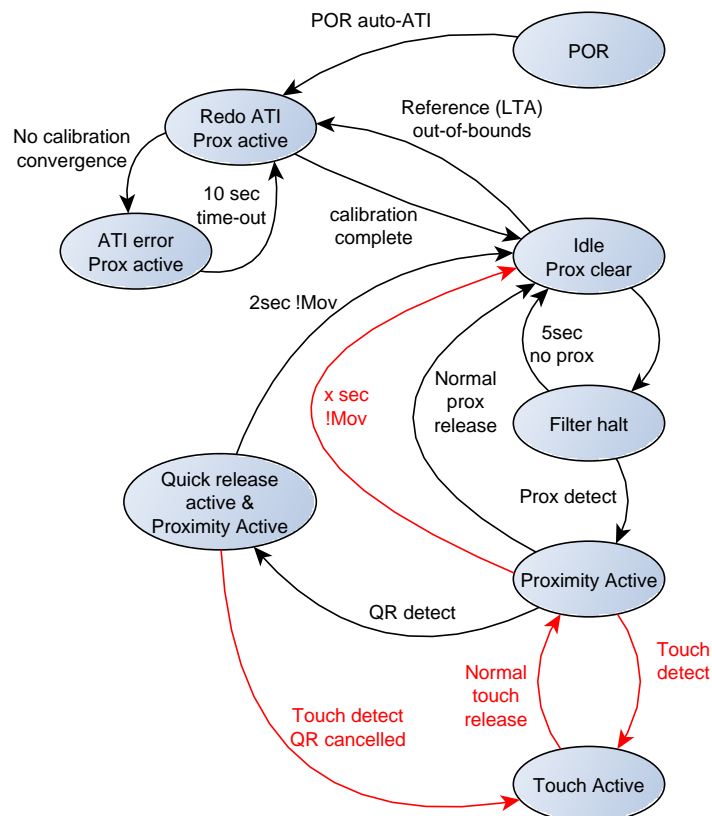 POR auto-ATI
POR
Redo ATI
Prox active
Reference (LTA)
out-of-bounds
No calibration
convergence
10 sec
time-out
calibration
complete
ATI error
Prox active
Idle
Prox clear
2sec !Mov
5sec
no prox
Normal
prox
release
x sec
!Mov
Filter halt
Quick release
active &
Proximity Active
Prox detect
Proximity Active
QR detect
Touch
detect
Normal
touch
release
Touch detect
QR cancelled
Touch Active